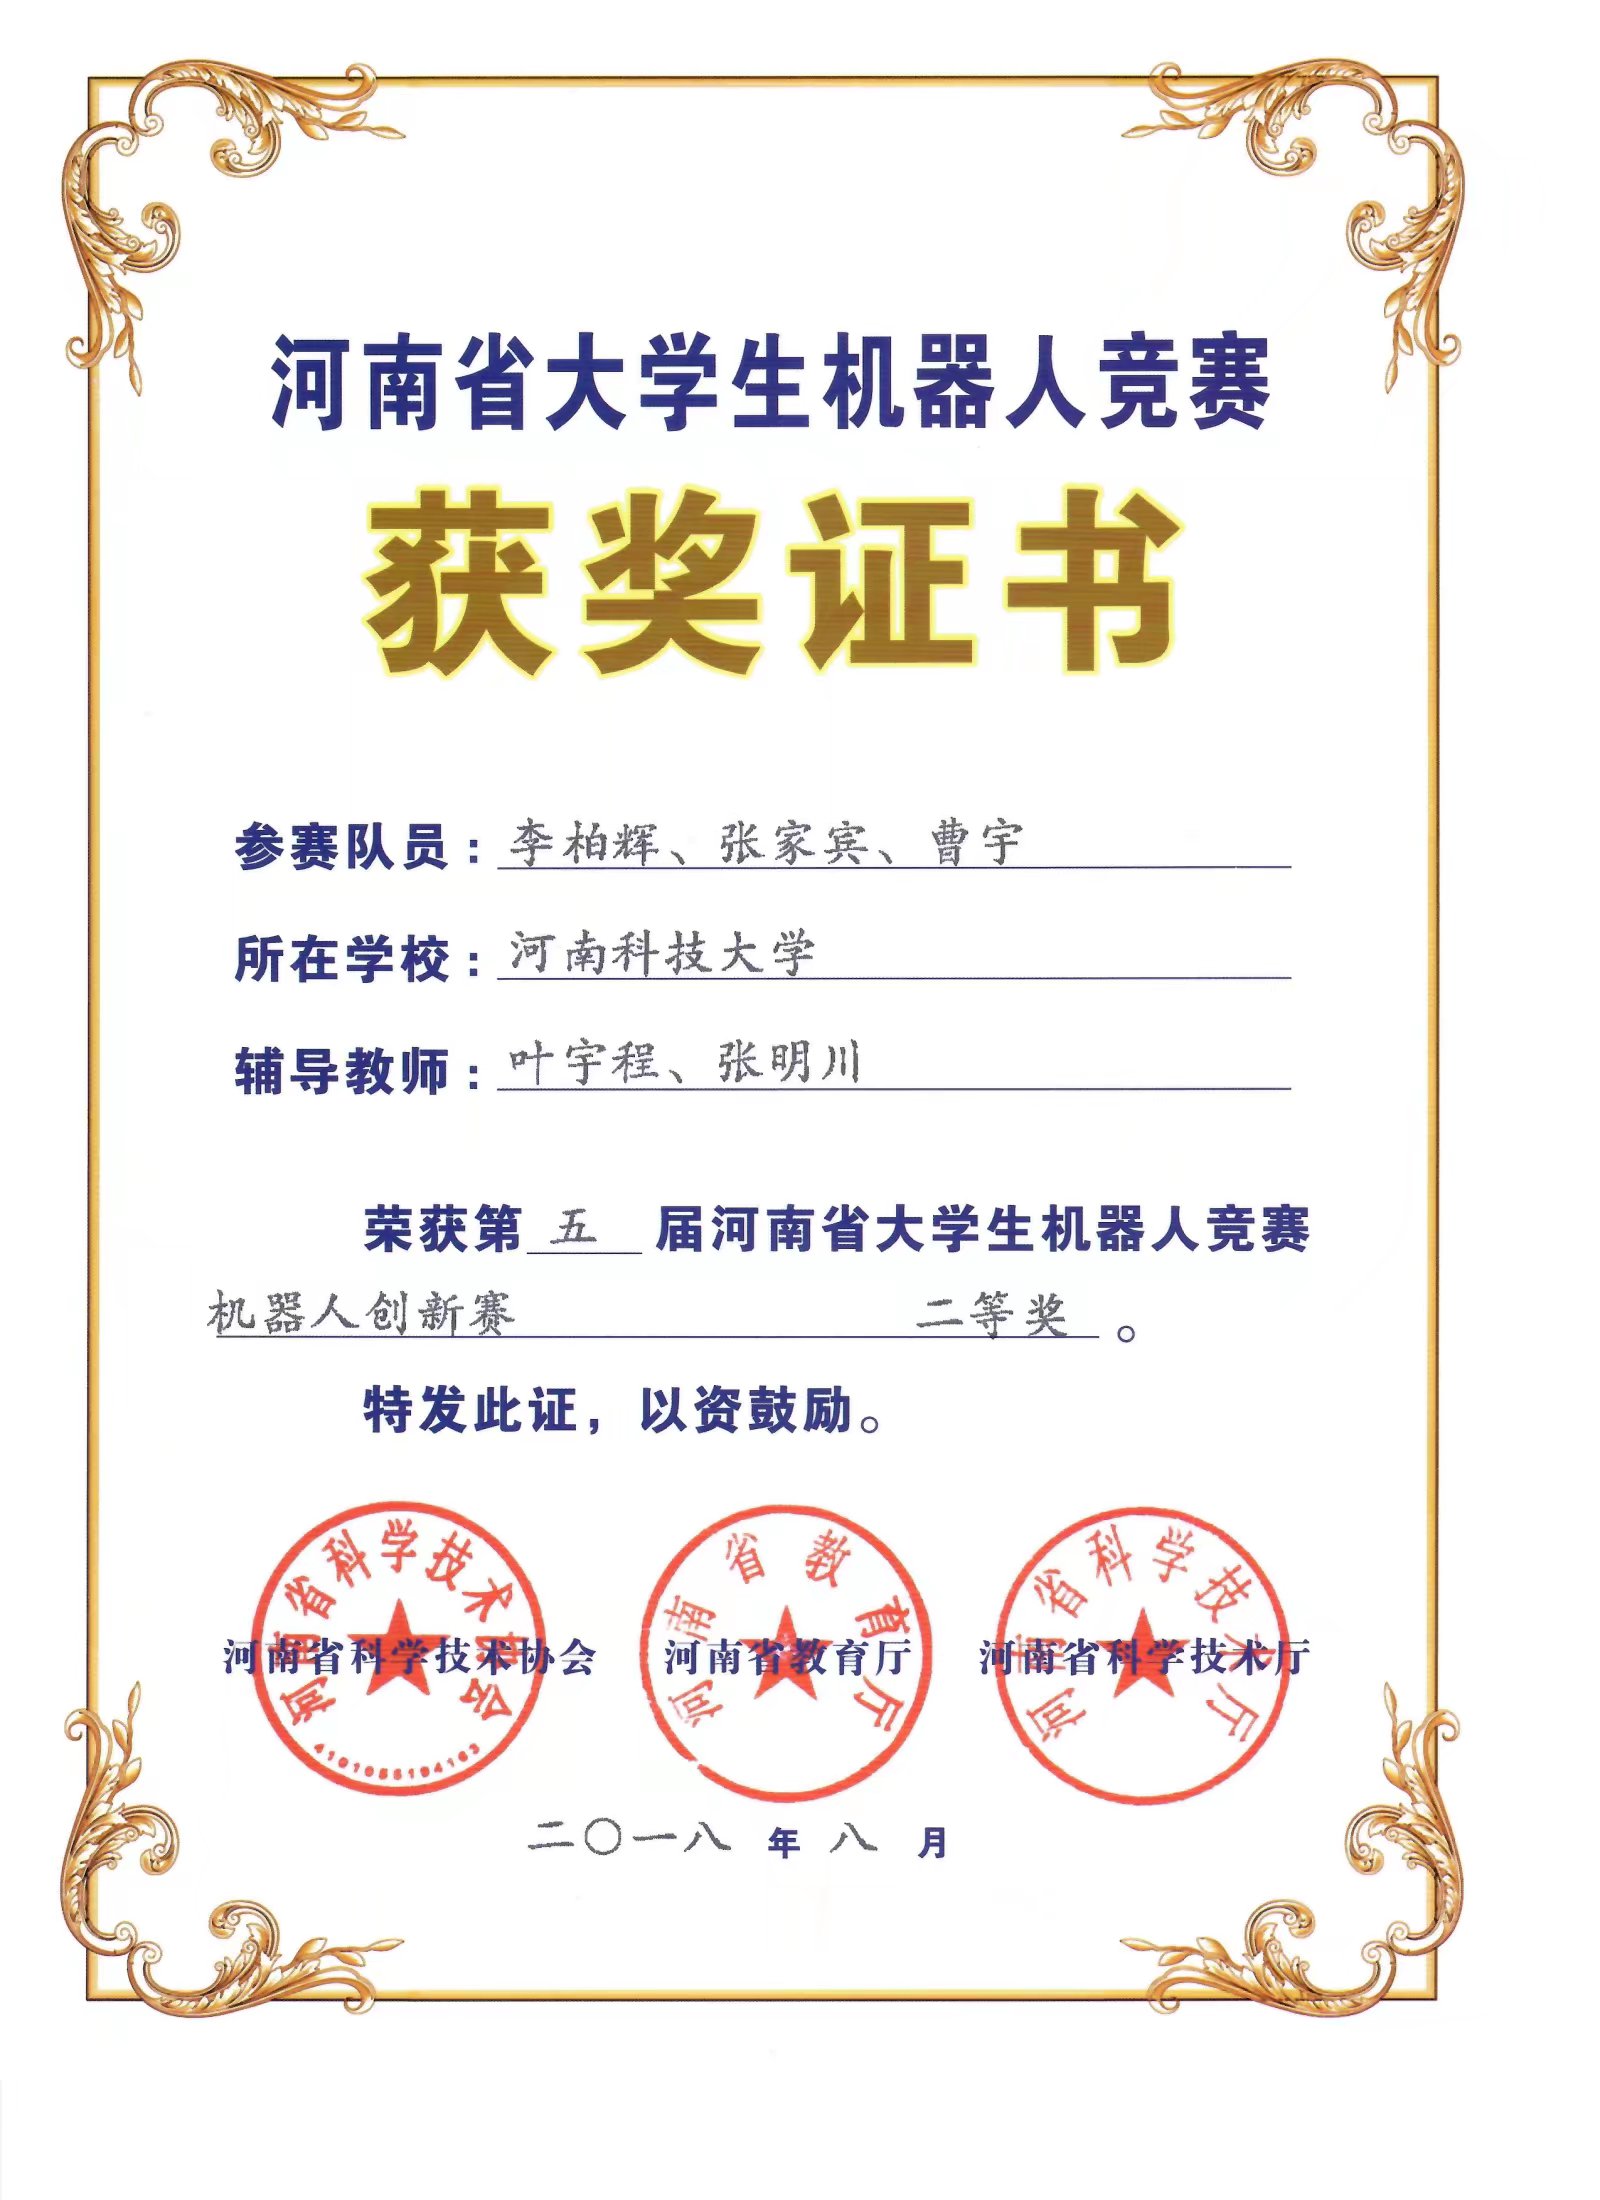 河南省大学生机器人竞赛
获奖证书
参赛队员：李柏辉、张家宾、曹宇
所在学校：河南科技大学
辅导教师：叶宇程、张明川
荣获第 五 届河南省大学生机器人竞赛
机器人创新赛 二等奖 。
特发此证，以资鼓励。
河南省科学技术协会 河南省教育厅 河南省科学技术厅
河南省科学技术协会
河南省教育厅
河南省科学技术厅
二〇一八 年 八 月